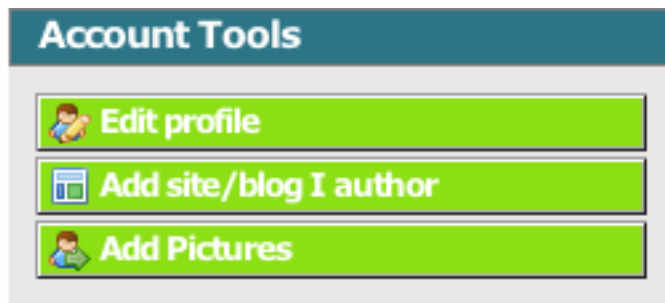 Account Tools
Edit profile
Add site/blog I author
Add Pictures